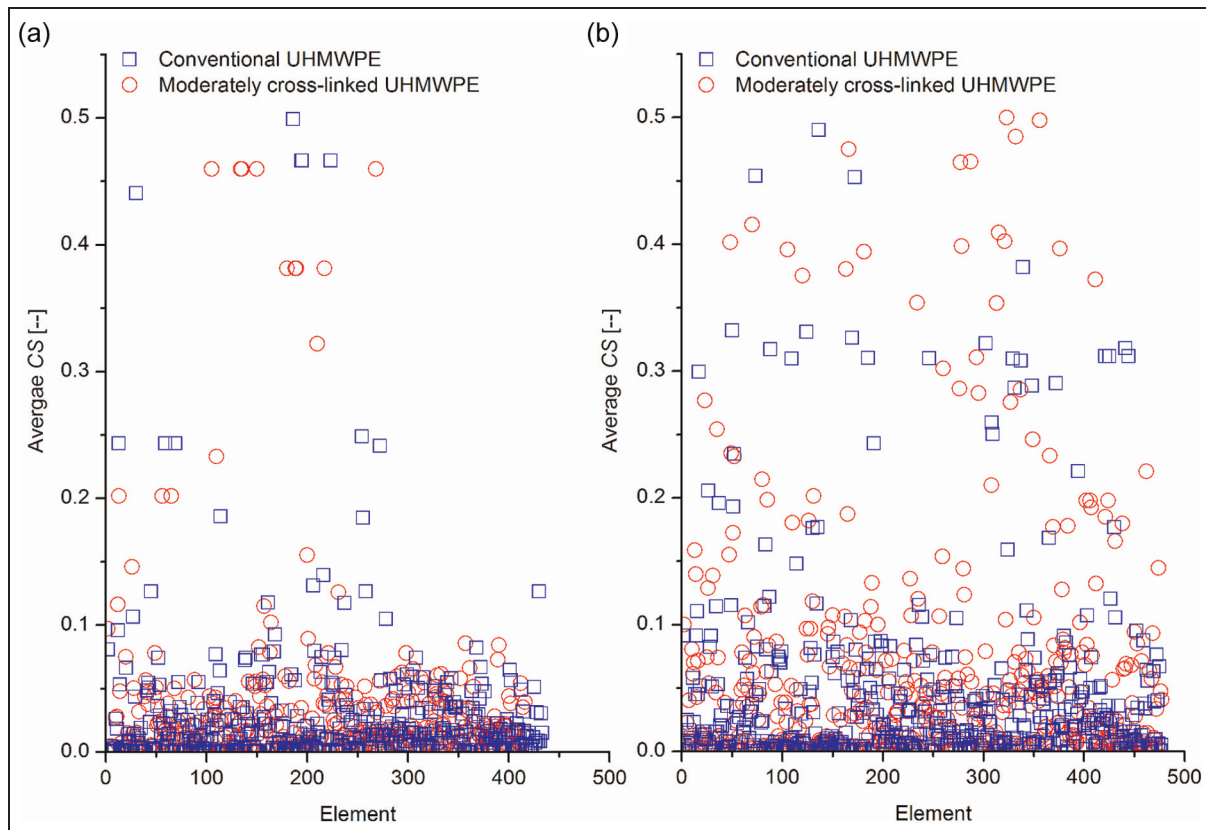 (a)
Conventional UHMWPE
Moderately cross-linked UHMWPE
0.5
0.4
0.3
0.2
0.1
0.0
Avergae CS [--]
0 100 200 300 400 500
Element
(b)
Conventional UHMWPE
Moderately cross-linked UHMWPE
0.5
0.4
0.3
0.2
0.1
0.0
Average CS [--]
0 100 200 300 400 500
Element